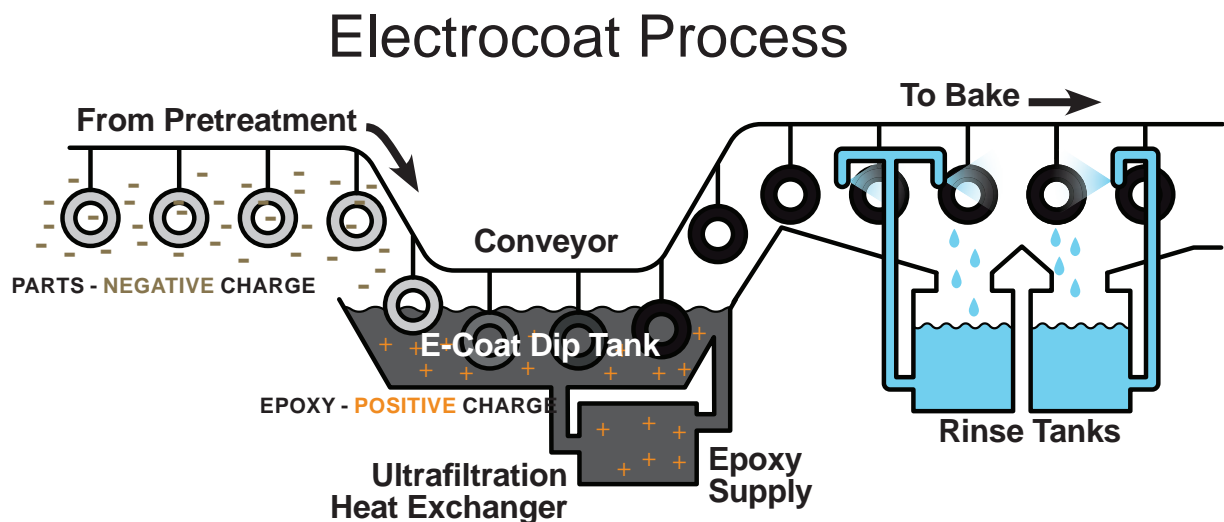 Electrocoat Process
From Pretreatment
To Bake
Conveyor
PARTS - NEGATIVE CHARGE
E-Coat Dip Tank
EPOXY - POSITIVE CHARGE
Rinse Tanks
Ultrafiltration
Heat Exchanger
Epoxy
Supply